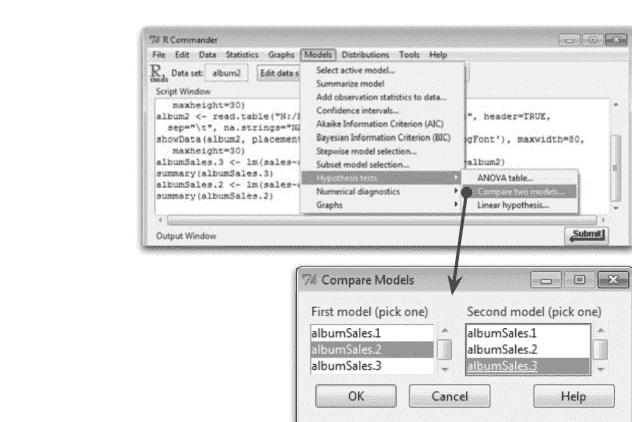 R Commander
File Edit Data Statistics Graphs Models Distributions Tools Help
Data set: album2 Edit data s
Select active model...
Summarize model
Add observation statistics to data...
Confidence intervals...
Akaike Information Criterion (AIC)
Bayesian Information Criterion (BIC)
Stepwise model selection...
Subset model selection...
Hypothesis tests
Numerical diagnostics
Graphs
ANOVA table...
Compare two models...
Linear hypothesis...
Script Window
maxheight=30)
album2 <- read.table("N:/ ", header=TRUE,
sep="\t", na.strings="N
showData(album2, placemen gFont'), maxwidth=80,
maxheight=30)
albumSales.3 <- lm(sales~ album2)
summary(albumSales.3)
albumSales.2 <- lm(sales~
summary(albumSales.2)
Output Window
Submit
Compare Models
First model (pick one) Second model (pick one)
albumSales.1 albumSales.1
albumSales.2 albumSales.2
albumSales.3 albumSales.3
OK Cancel Help